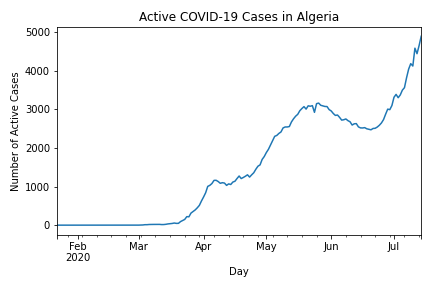 Active COVID-19 Cases in Algeria
Number of Active Cases
5000
4000
3000
2000
1000
0
Feb Mar Apr May Jun Jul
2020
Day